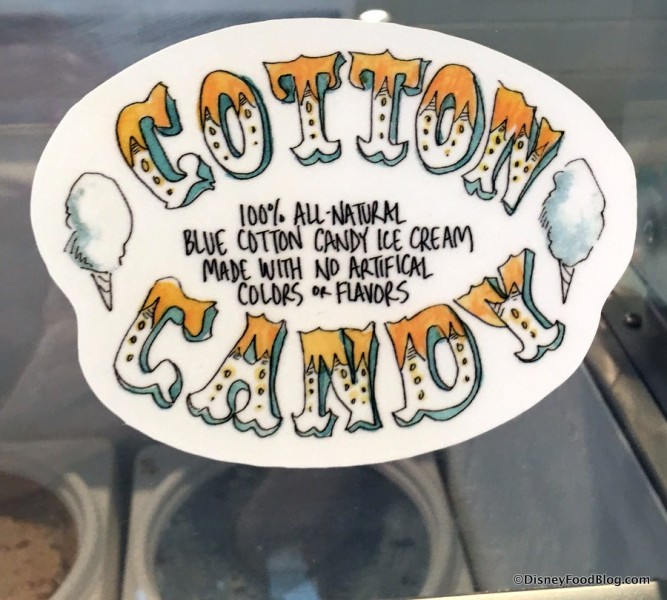 COTTON
100% ALL-NATURAL
BLUE COTTON CANDY ICE CREAM
MADE WITH NO ARTIFICAL
COLORS or FLAVORS
CANDY
©DisneyFoodBlog.com